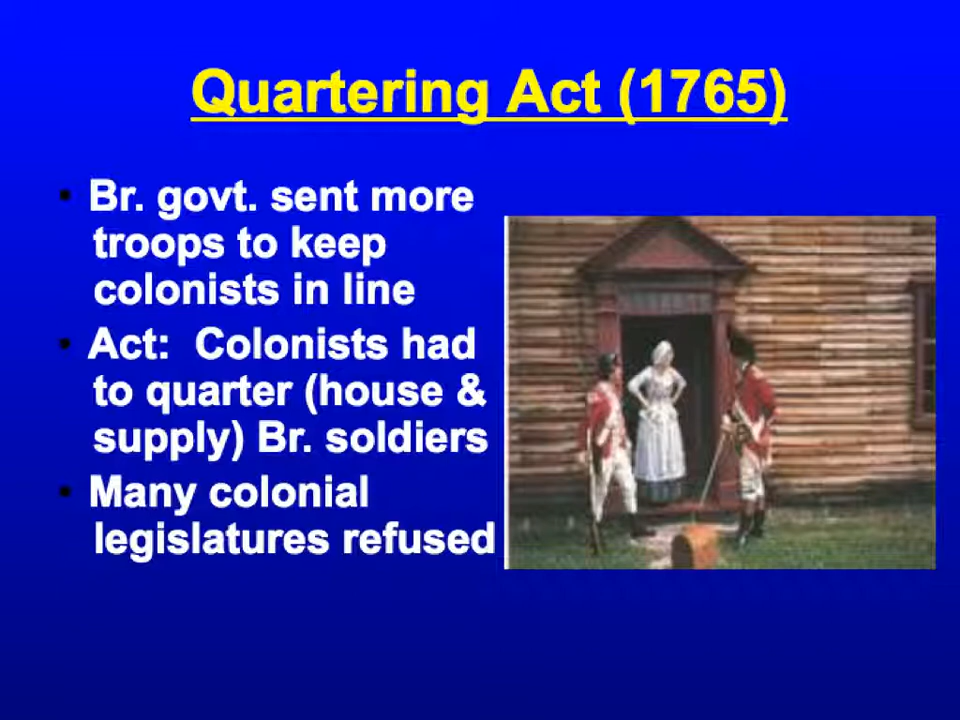 Quartering Act (1765)
• Br. govt. sent more
troops to keep
colonists in line
• Act:  Colonists had
to quarter (house &
supply) Br. soldiers
• Many colonial
legislatures refused